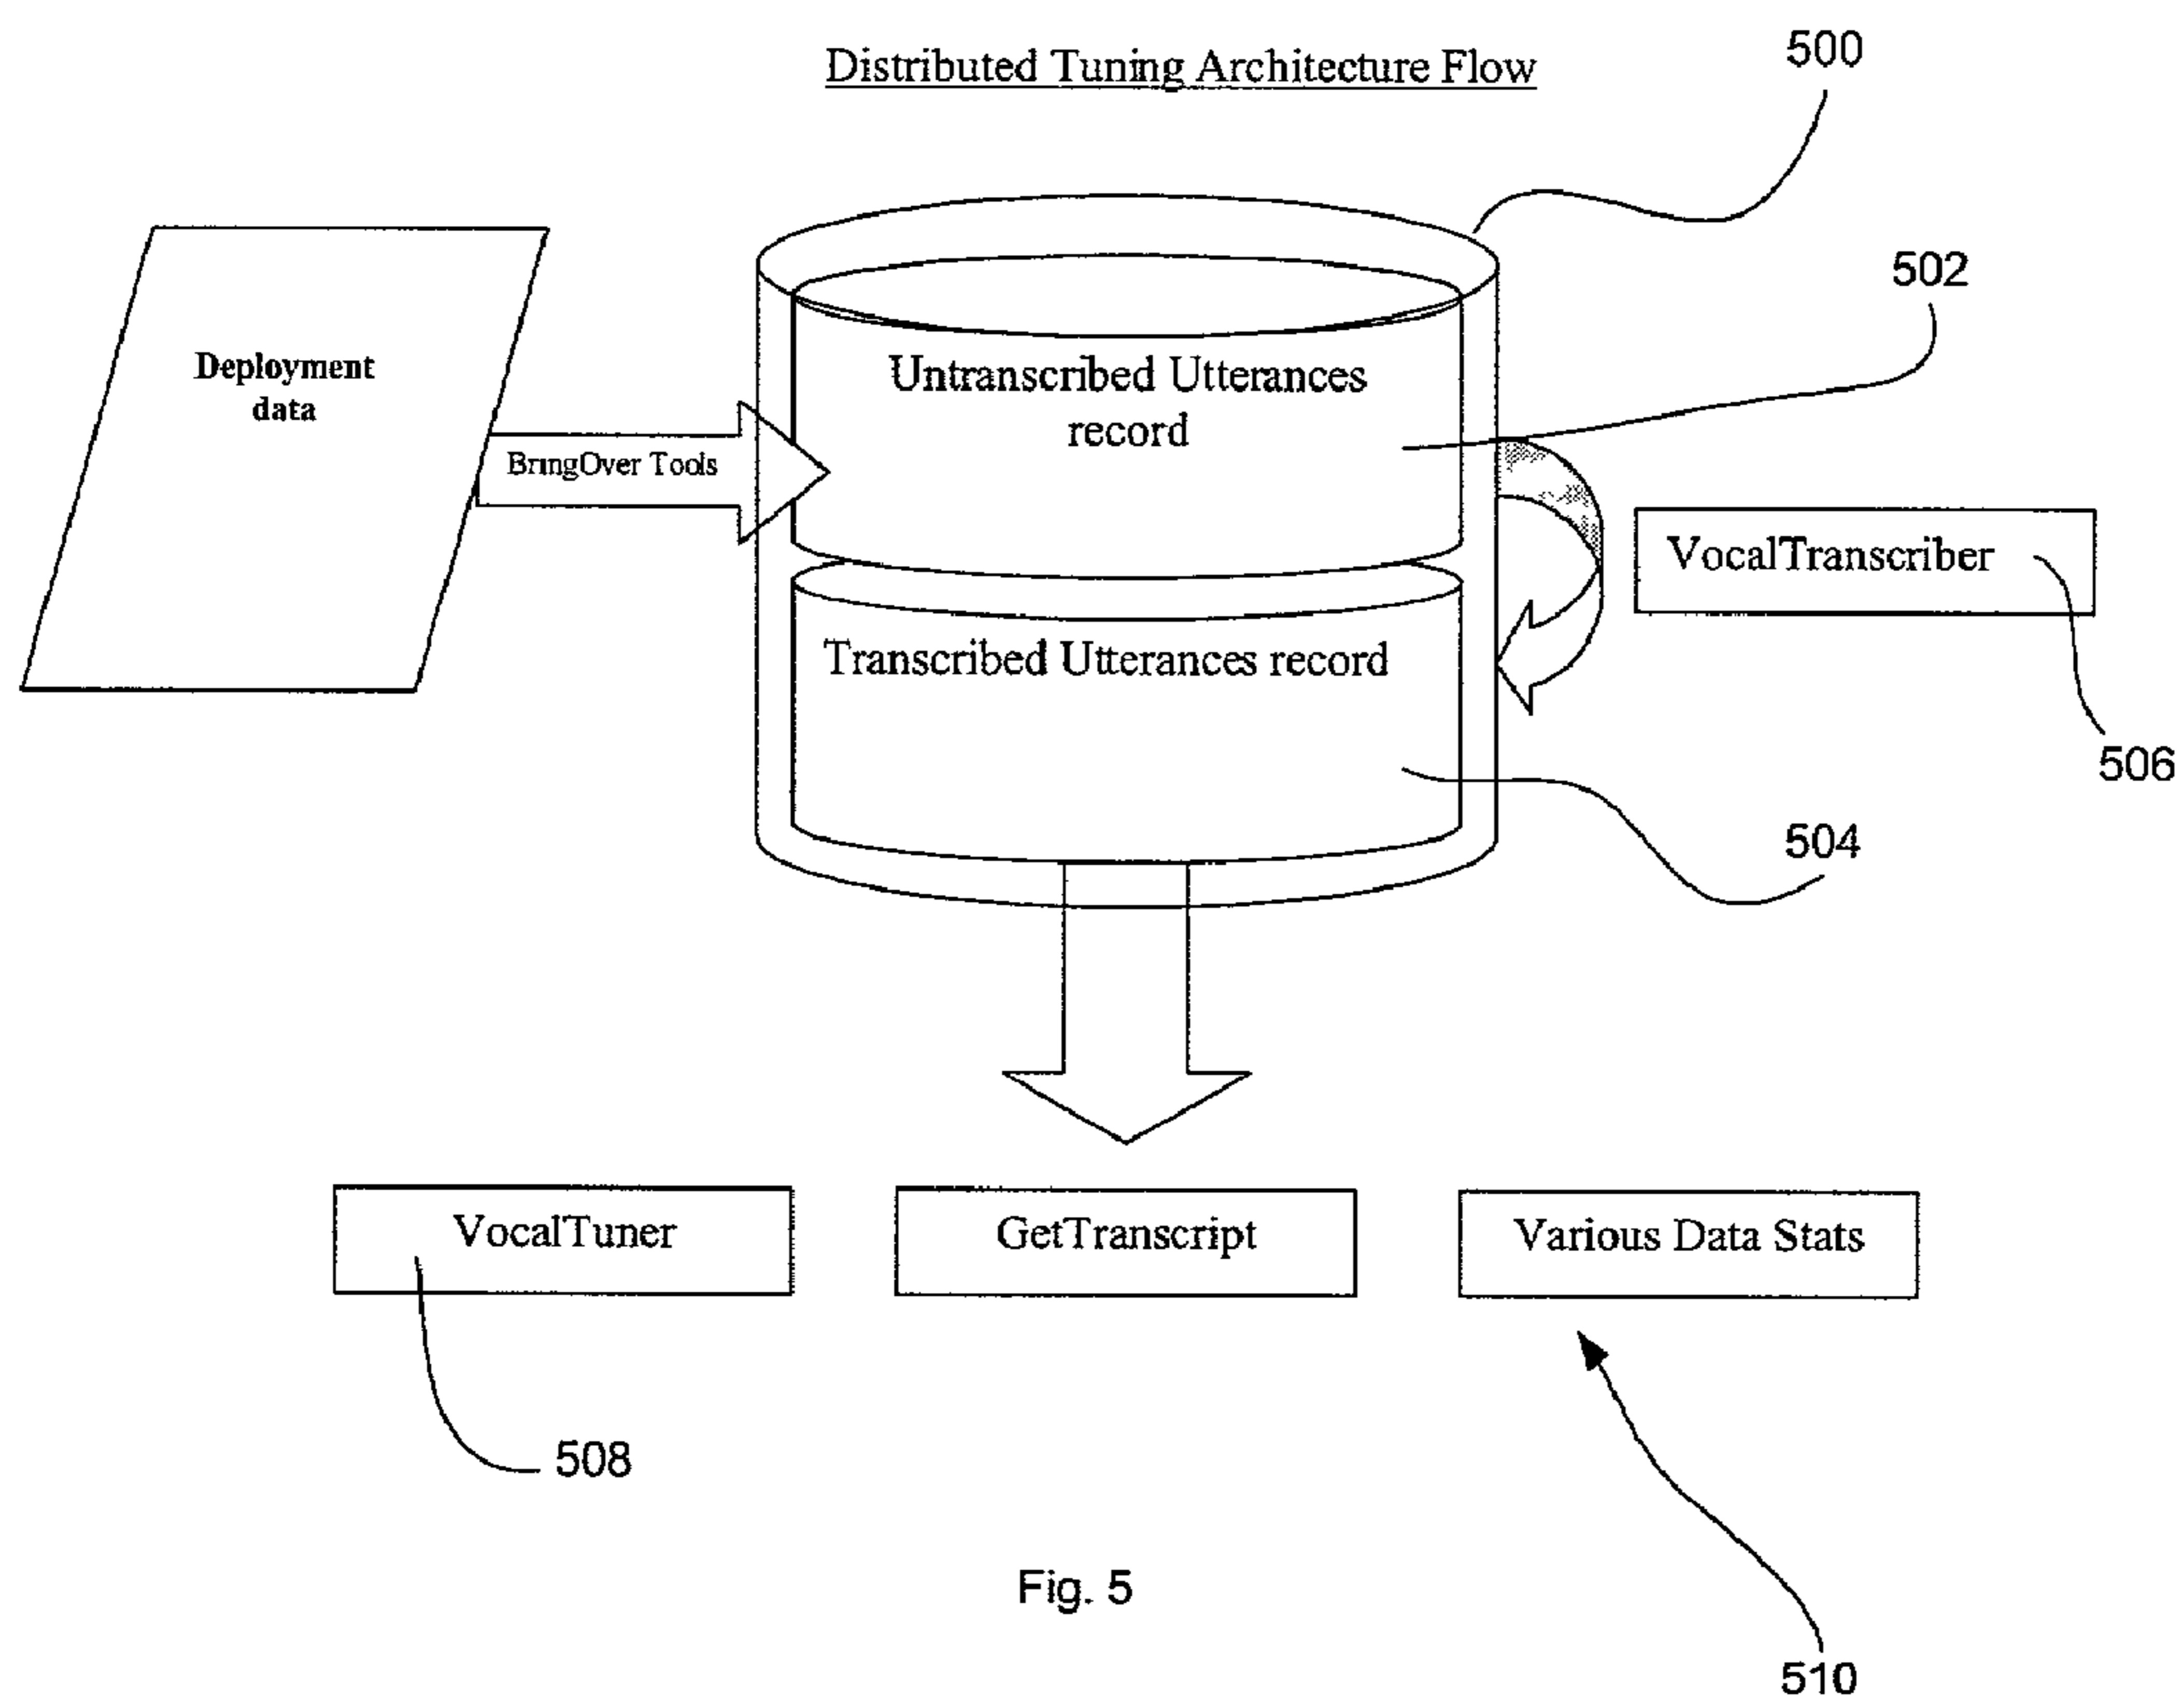 Distributed Tuning Architecture Flow
500
502
Deployment
data
Untranscribed Utterances
record
BringOver Tools
VocalTranscriber
Transcribed Utterances record
506
504
VocalTuner
GetTranscript
Various Data Stats
508
Fig. 5
510